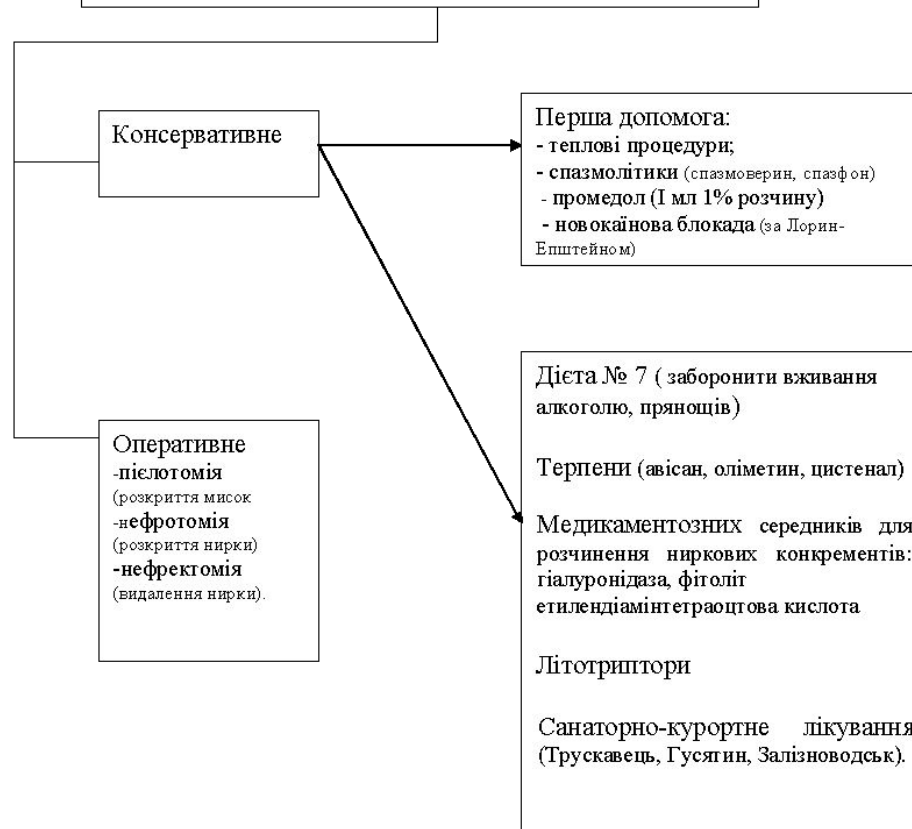 Консервативне
Перша допомога:
- теплові процедури;
- спазмолітики (спазмоверин, спазфон)
- промедол (I мл 1% розчину)
- новокаїнова блокада (за Лорин-
Епштейном)
Оперативне
-пієлотомія
(розкриття мисок
-нефротомія
(розкриття нирки)
-нефректомія
(видалення нирки).
Дієта № 7 ( заборонити вживання
алкоголю, прянощів)
Терпени (авісан, оліметин, цистенал)
Медикаментозних середників для
розчинення ниркових конкрементів:
гіалуронідаза, фітоліт
етилендіамінтетраоцтова кислота
Літотриптори
Санаторно-курортне лікування
(Трускавець, Гусятин, Залізноводськ).